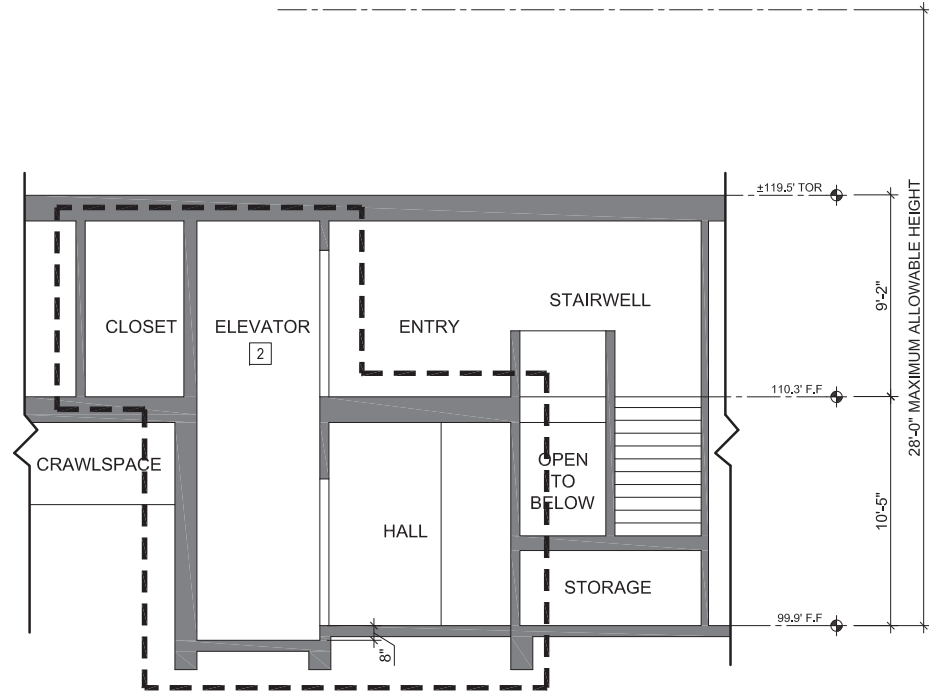 ±119.5' TOR
28'-0" MAXIMUM ALLOWABLE HEIGHT
9'-2"
STAIRWELL
CLOSET
ELEVATOR
2
ENTRY
110.3' F.F
CRAWLSPACE
OPEN
TO
BELOW
10'-5"
HALL
STORAGE
99.9' F.F
8"